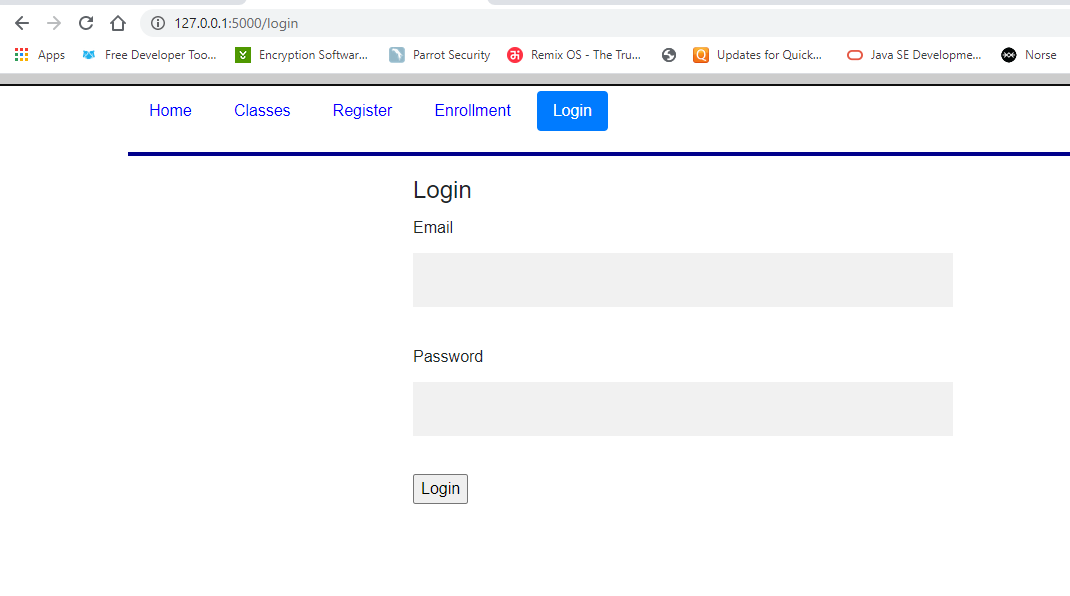 127.0.0.1:5000/login
Apps Free Developer Too... Encryption Softwar... Parrot Security Remix OS - The Tru... Updates for Quick... Java SE Developme... Norse
Home Classes Register Enrollment Login
Login
Email
Password
Login